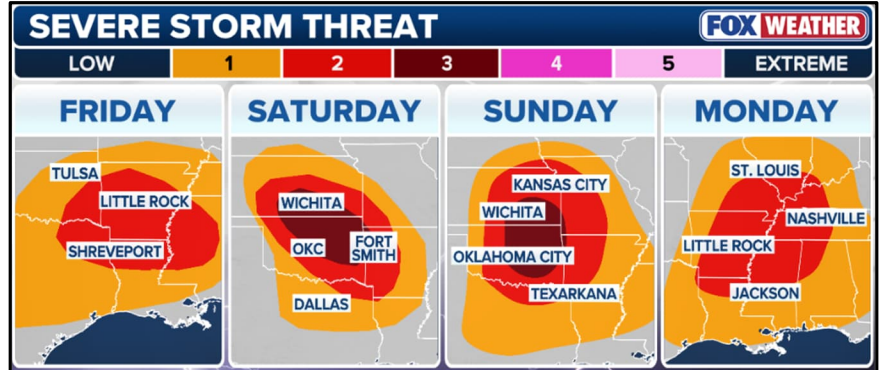 SEVERE STORM THREAT
FOX WEATHER
LOW 1 2 3 4 5 EXTREME
FRIDAY
TULSA
LITTLE ROCK
SHREVEPORT
SATURDAY
WICHITA
OKC
FORT
SMITH
DALLAS
SUNDAY
KANSAS CITY
WICHITA
OKLAHOMA CITY
TEXARKANA
MONDAY
ST. LOUIS
NASHVILLE
LITTLE ROCK
JACKSON